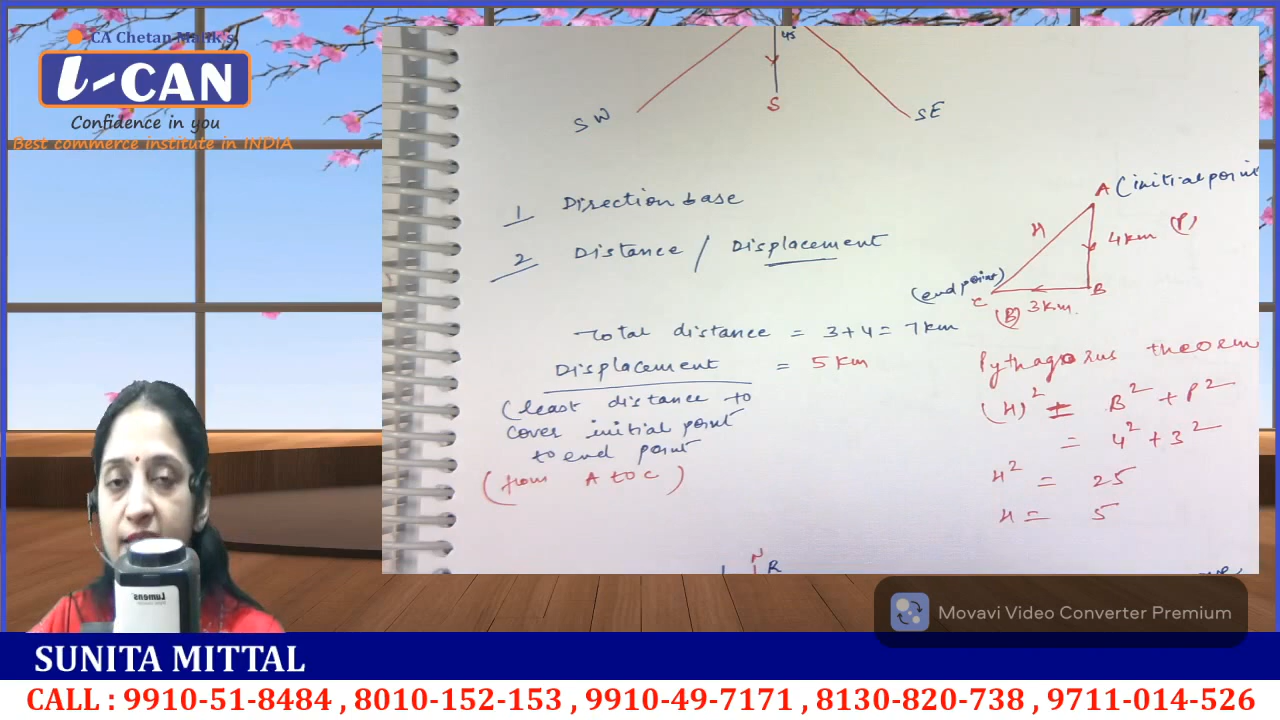 CA Chetan Malik's
i-CAN
Confidence in you
Best commerce institute in INDIA
45
S
SW
SE
1 Direction base
2 Distance / Displacement
A (initial point
H
4km (P)
(end point)
C
B
(B) 3km.
Total distance = 3+4 = 7km
Displacement = 5km
(least distance to
cover initial point
to end point
(from A to C)
Pythagorus theorem
(H)² = B² + P²
= 4² + 3²
H² = 25
H = 5
N
R
Lumens
Movavi Video Converter Premium
SUNITA MITTAL
CALL : 9910-51-8484 , 8010-152-153 , 9910-49-7171 , 8130-820-738 , 9711-014-526